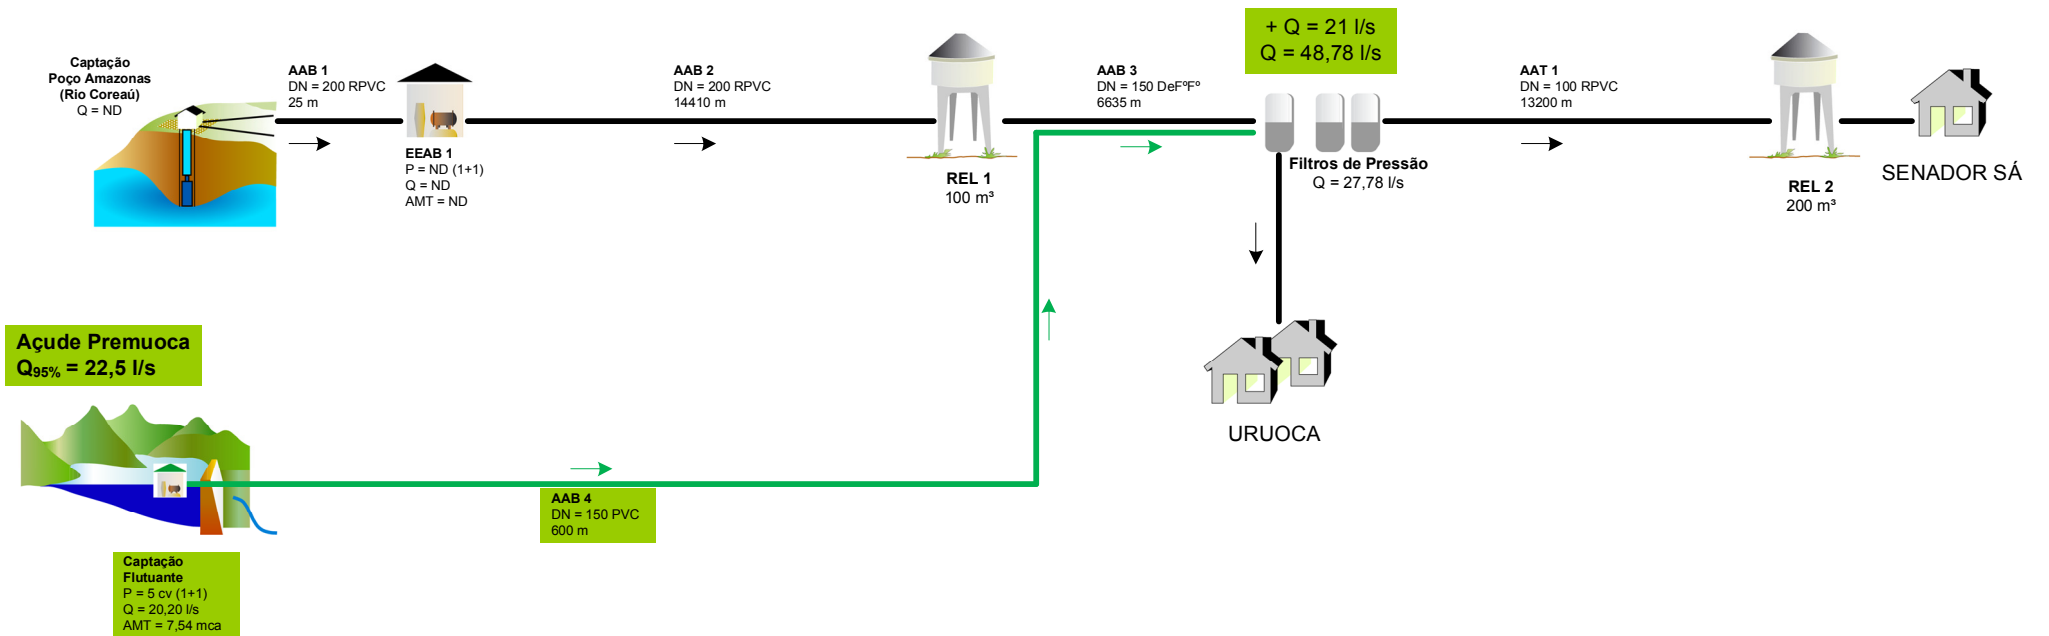 Captação
Poço Amazonas
(Rio Coreaú)
Q = ND
AAB 1
DN = 200 RPVC
25 m
EEAB 1
P = ND (1+1)
Q = ND
AMT = ND
AAB 2
DN = 200 RPVC
14410 m
REL 1
100 m³
AAB 3
DN = 150 DeFºFº
6635 m
+ Q = 21 l/s
Q = 48,78 l/s
Filtros de Pressão
Q = 27,78 l/s
AAT 1
DN = 100 RPVC
13200 m
REL 2
200 m³
SENADOR SÁ
URUOCA
Açude Premuoca
Q95% = 22,5 l/s
AAB 4
DN = 150 PVC
600 m
Captação
Flutuante
P = 5 cv (1+1)
Q = 20,20 l/s
AMT = 7,54 mca